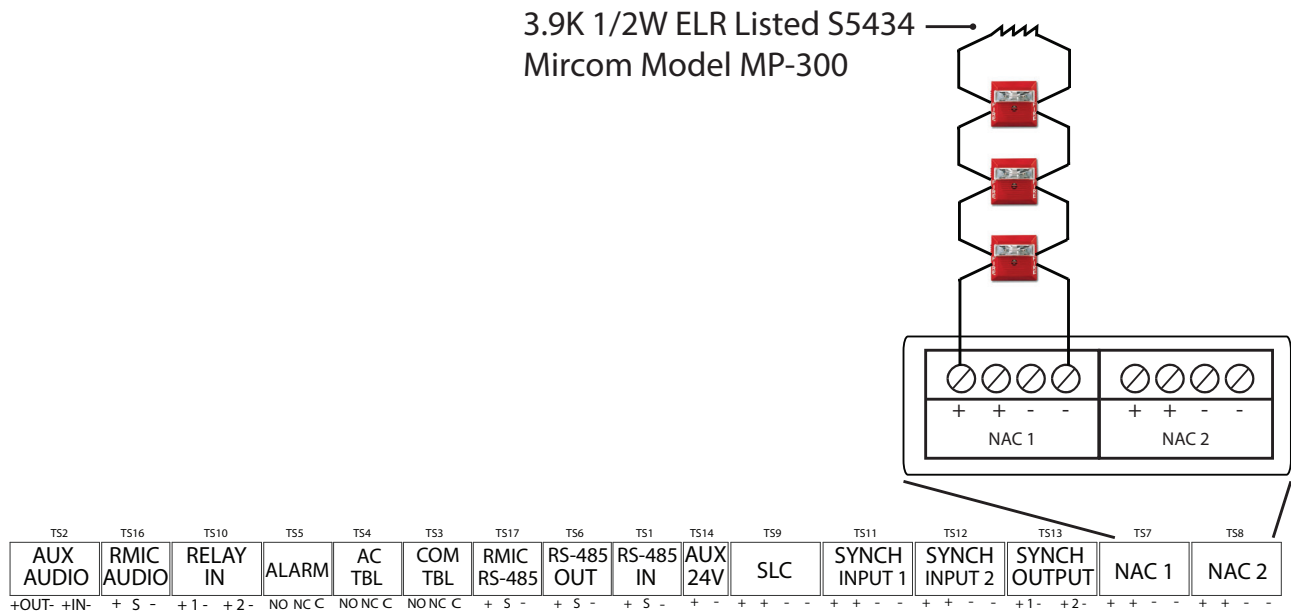 3.9K 1/2W ELR Listed S5434
Mircom Model MP-300
+ + - - + + - -
NAC 1 NAC 2
TS2 TS16 TS10 TS5 TS4 TS3 TS17 TS6 TS1 TS14 TS9 TS11 TS12 TS13 TS7 TS8
AUX RMIC RELAY ALARM AC COM RMIC RS-485 RS-485 AUX SLC SYNCH SYNCH SYNCH NAC 1 NAC 2
AUDIO AUDIO IN TBL TBL RS-485 OUT IN 24V INPUT 1 INPUT 2 OUTPUT
+OUT- +IN- + S - + 1 - + 2 - NO NC C NO NC C NO NC C + S - + S - + S - + - + + - - + + - - + + - - +1 - +2 - + + - - + + - -